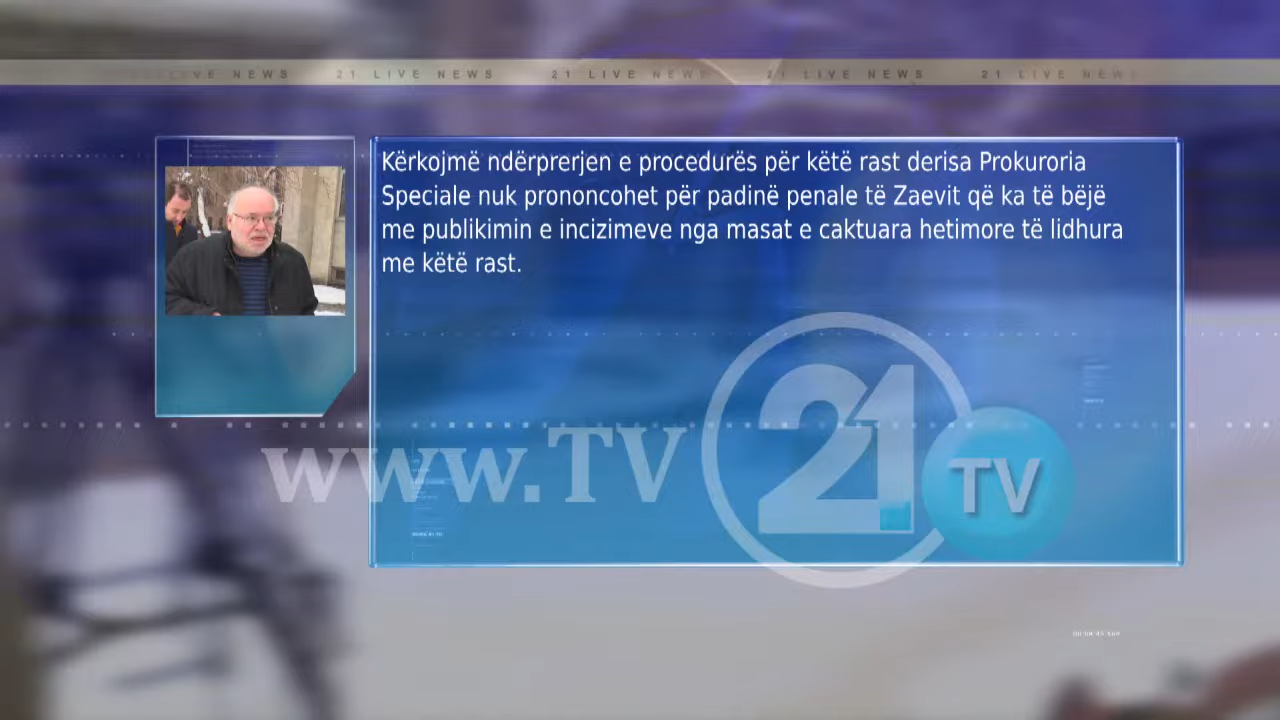 21 LIVE NEWS 21 LIVE NEWS 21 LIVE NEWS 21 LIVE NEWS
Kërkojmë ndërprerjen e procedurës për këtë rast derisa Prokuroria
Speciale nuk prononcohet për padinë penale të Zaevit që ka të bëjë
me publikimin e incizimeve nga masat e caktuara hetimore të lidhura
me këtë rast.
www.TV 21
TV